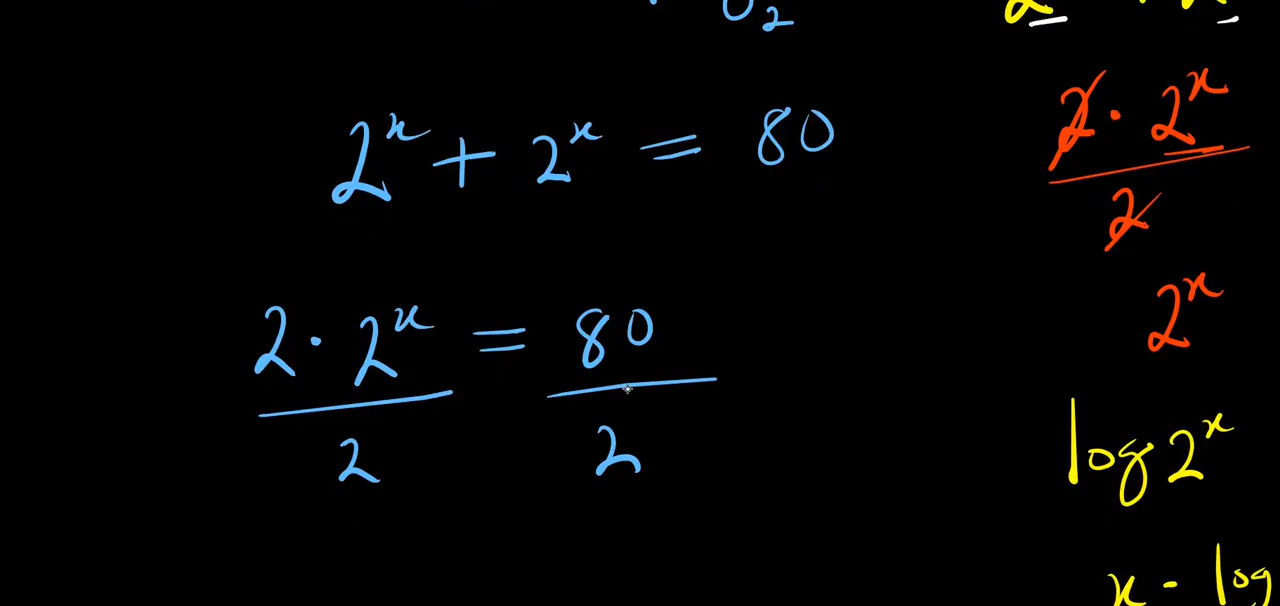 2^x + 2^x = 80
2 · 2^x = 80
2 2
2 · 2^x
2
2^x
log 2^x
x - log